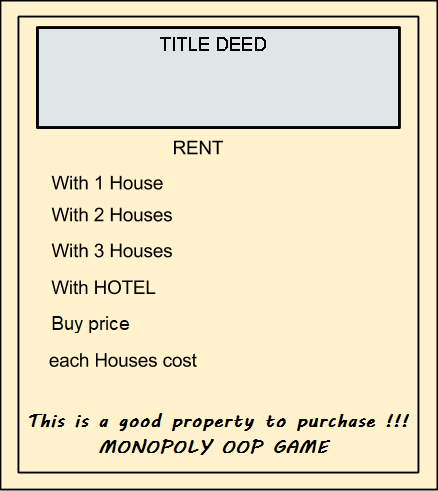 TITLE DEED
RENT
With 1 House
With 2 Houses
With 3 Houses
With HOTEL
Buy price
each Houses cost
This is a good property to purchase !!!
MONOPOLY OOP GAME